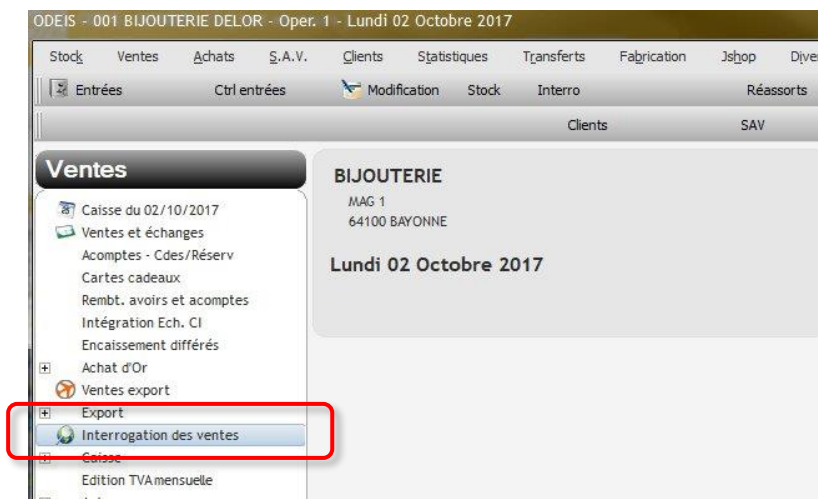 ODEIS - 001 BIJOUTERIE DELOR - Oper. 1 - Lundi 02 Octobre 2017
Stock Ventes Achats S.A.V. Clients Statistiques Transferts Fabrication Jshop Dive
Entrées Ctrl entrées Modification Stock Interro Réassorts
Clients SAV
Ventes
Caisse du 02/10/2017
Ventes et échanges
Acomptes - Cdes/Réserv
Cartes cadeaux
Rembt. avoirs et acomptes
Intégration Ech. CI
Encaissement différés
Achat d'Or
Ventes export
Export
Interrogation des ventes
Caisse
Edition TVA mensuelle
BIJOUTERIE
MAG 1
64100 BAYONNE
Lundi 02 Octobre 2017